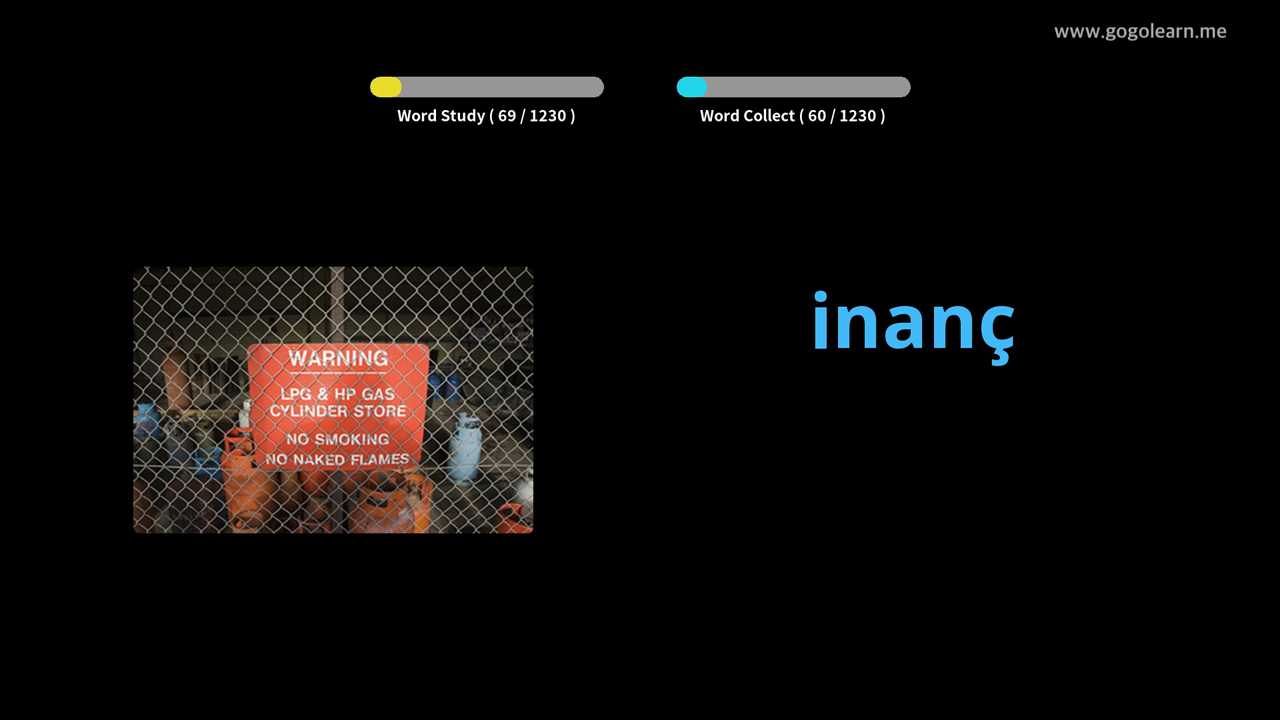 www.gogolearn.me
Word Study ( 69 / 1230 )
Word Collect ( 60 / 1230 )
inanç
WARNING
LPG & HP GAS
CYLINDER STORE
NO SMOKING
NO NAKED FLAMES